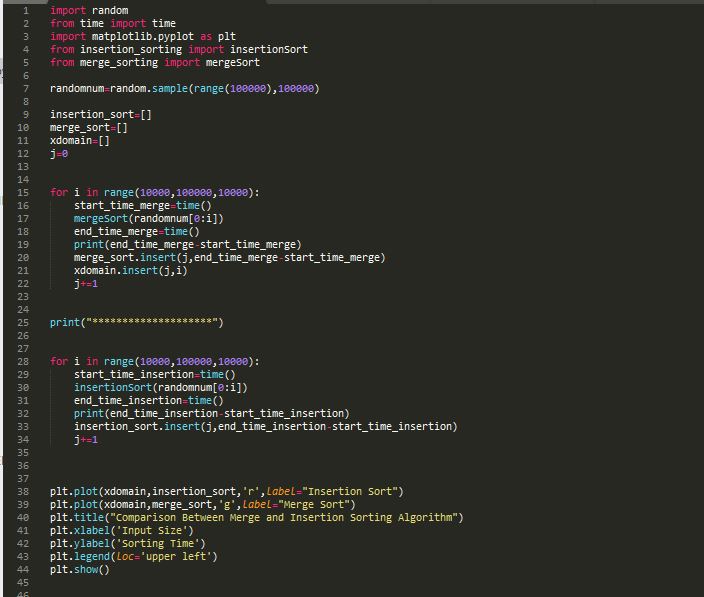 1 import random
2 from time import time
3 import matplotlib.pyplot as plt
4 from insertion_sorting import insertionSort
5 from merge_sorting import mergeSort
6
7 randomnum=random.sample(range(100000),100000)
8
9 insertion_sort=[]
10 merge_sort=[]
11 xdomain=[]
12 j=0
13
14
15 for i in range(10000,100000,10000):
16     start_time_merge=time()
17     mergeSort(randomnum[0:i])
18     end_time_merge=time()
19     print(end_time_merge-start_time_merge)
20     merge_sort.insert(j,end_time_merge-start_time_merge)
21     xdomain.insert(j,i)
22     j+=1
23
24
25 print("********************")
26
27
28 for i in range(10000,100000,10000):
29     start_time_insertion=time()
30     insertionSort(randomnum[0:i])
31     end_time_insertion=time()
32     print(end_time_insertion-start_time_insertion)
33     insertion_sort.insert(j,end_time_insertion-start_time_insertion)
34     j+=1
35
36
37
38 plt.plot(xdomain,insertion_sort,'r',label="Insertion Sort")
39 plt.plot(xdomain,merge_sort,'g',label="Merge Sort")
40 plt.title("Comparison Between Merge and Insertion Sorting Algorithm")
41 plt.xlabel('Input Size')
42 plt.ylabel('Sorting Time')
43 plt.legend(loc='upper left')
44 plt.show()
45
46